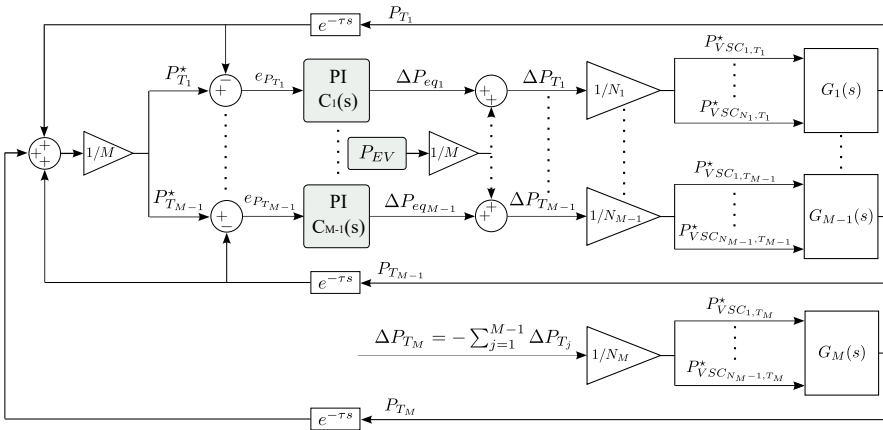 e^{-τs} P_{T_1}
P^⋆_{T_1} − + e_{P_{T_1}} PI C_1(s) ΔP_{eq_1} + + ΔP_{T_1} 1/N_1 P^⋆_{VSC_{1,T_1}} G_1(s)
P^⋆_{VSC_{N_1,T_1}}
+ + + 1/M P_{EV} 1/M
P^⋆_{T_{M−1}} + − e_{P_{T_{M−1}}} PI C_{M-1}(s) ΔP_{eq_{M−1}} + + ΔP_{T_{M−1}} 1/N_{M−1} P^⋆_{VSC_{1,T_{M−1}}} G_{M−1}(s)
P^⋆_{VSC_{N_{M−1},T_{M−1}}}
e^{-τs} P_{T_{M−1}}
ΔP_{T_M} = − ∑_{j=1}^{M−1} ΔP_{T_j} 1/N_M P^⋆_{VSC_{1,T_M}} G_M(s)
P^⋆_{VSC_{N_M−1,T_M}}
e^{-τs} P_{T_M}